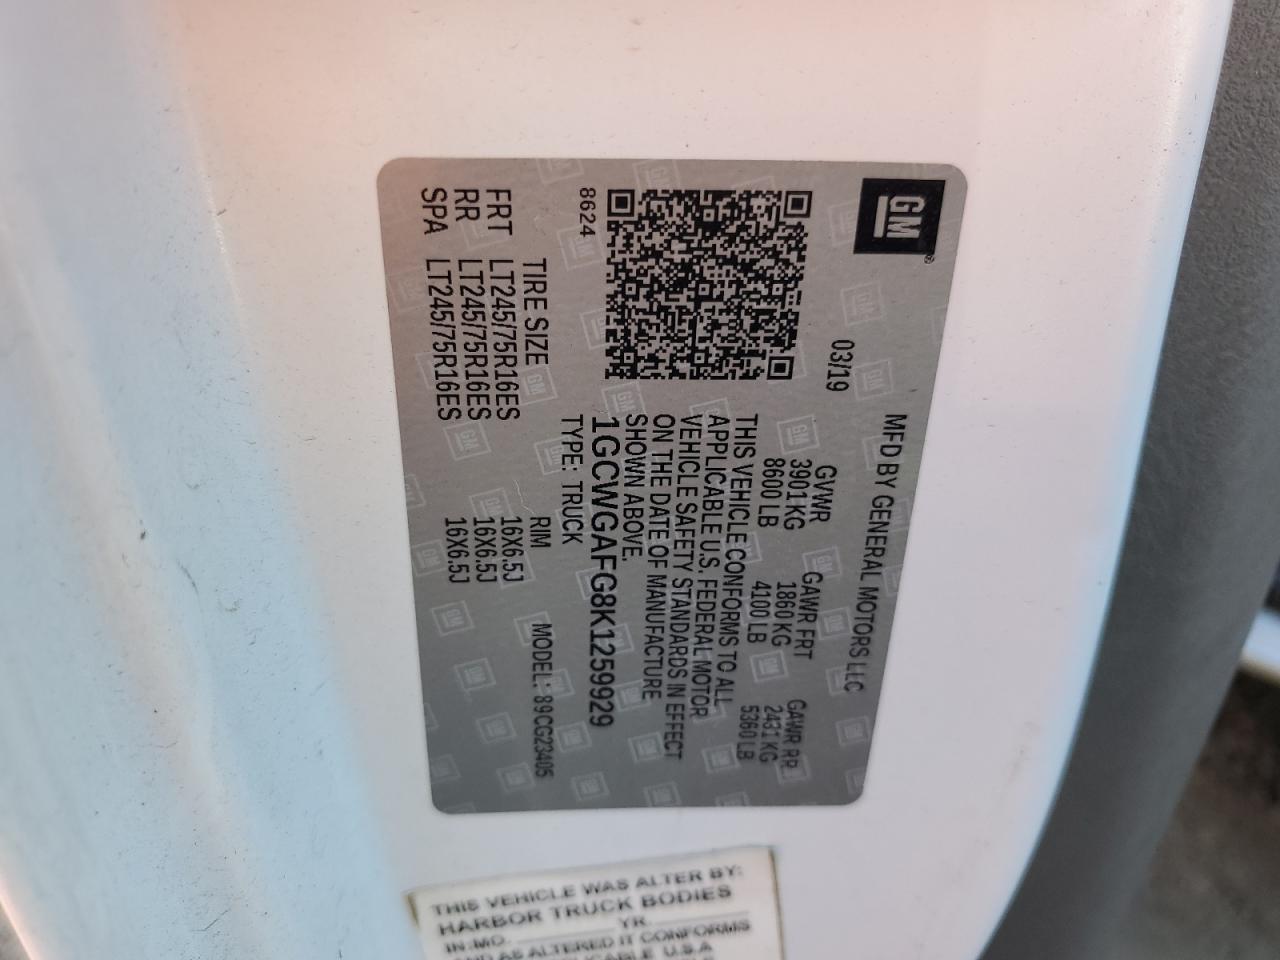 GM
MFD BY GENERAL MOTORS LLC
03/19
GVWR GAWR FRT GAWR RR
3901KG 1860 KG 2431 KG
8600 LB 4100 LB 5360 LB
THIS VEHICLE CONFORMS TO ALL
APPLICABLE U.S. FEDERAL MOTOR
VEHICLE SAFETY STANDARDS IN EFFECT
ON THE DATE OF MANUFACTURE
SHOWN ABOVE.
1GCWGAFG8K1259929
8624
TYPE: TRUCK
MODEL: 89CG23405
TIRE SIZE RIM
FRT LT245/75R16ES 16X6.5J
RR LT245/75R16ES 16X6.5J
SPA LT245/75R16ES 16X6.5J
THIS VEHICLE WAS ALTER BY:
HARBOR TRUCK BODIES
IN:MO. YR.
AND AS ALTERED IT CONFORMS
U.S.A